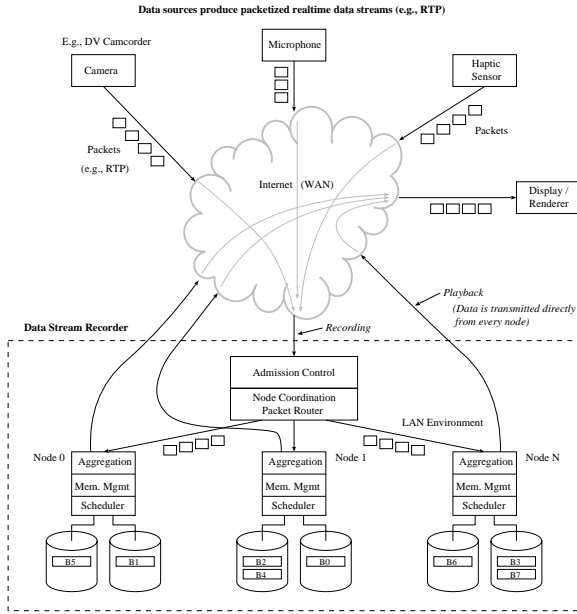 Data sources produce packetized realtime data streams (e.g., RTP)
E.g., DV Camcorder
Camera
Microphone
Haptic
Sensor
Packets
(e.g., RTP)
Packets
Internet (WAN)
Display /
Renderer
Playback
(Data is transmitted directly
from every node)
Data Stream Recorder
Recording
Admission Control
Node Coordination
Packet Router
LAN Environment
Node 0
Aggregation
Mem. Mgmt
Scheduler
B5
B1
Node 1
Aggregation
Mem. Mgmt
Scheduler
B2
B4
B0
Node N
Aggregation
Mem. Mgmt
Scheduler
B6
B3
B7